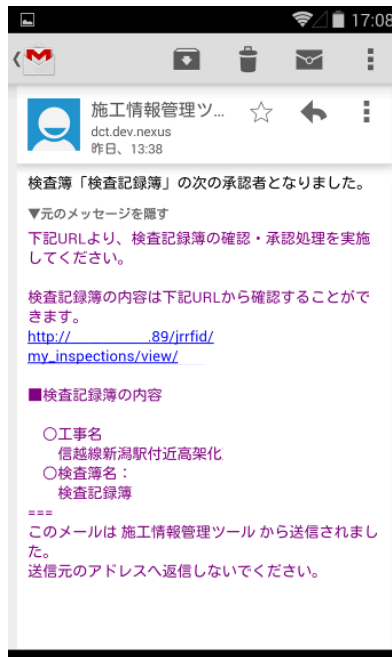 17:08
施工情報管理ツ...
dct.dev.nexus
昨日、13:38
検査簿「検査記録簿」の次の承認者となりました。
▼元のメッセージを隠す
下記URLより、検査記録簿の確認・承認処理を実施
してください。
検査記録簿の内容は下記URLから確認することがで
きます。
http:// .89/jrrfid/
my_inspections/view/
■検査記録簿の内容
○工事名
信越線新潟駅付近高架化
○検査簿名：
検査記録簿
===
このメールは 施工情報管理ツール から送信されまし
た。
送信元のアドレスへ返信しないでください。